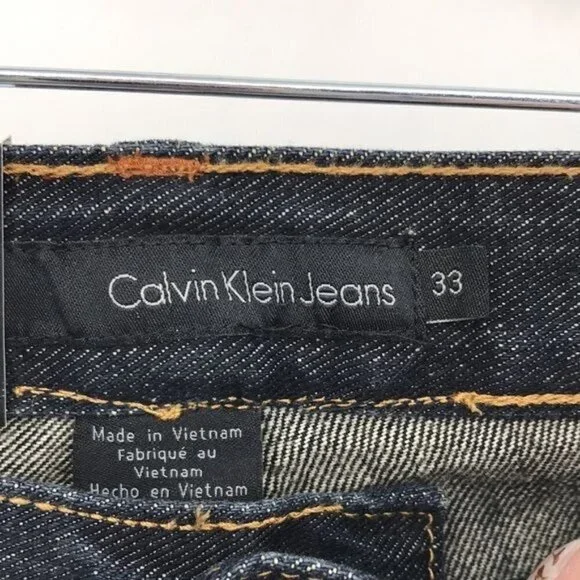 Calvin Klein Jeans
33
Made in Vietnam
Fabriqué au
Vietnam
Hecho en Vietnam